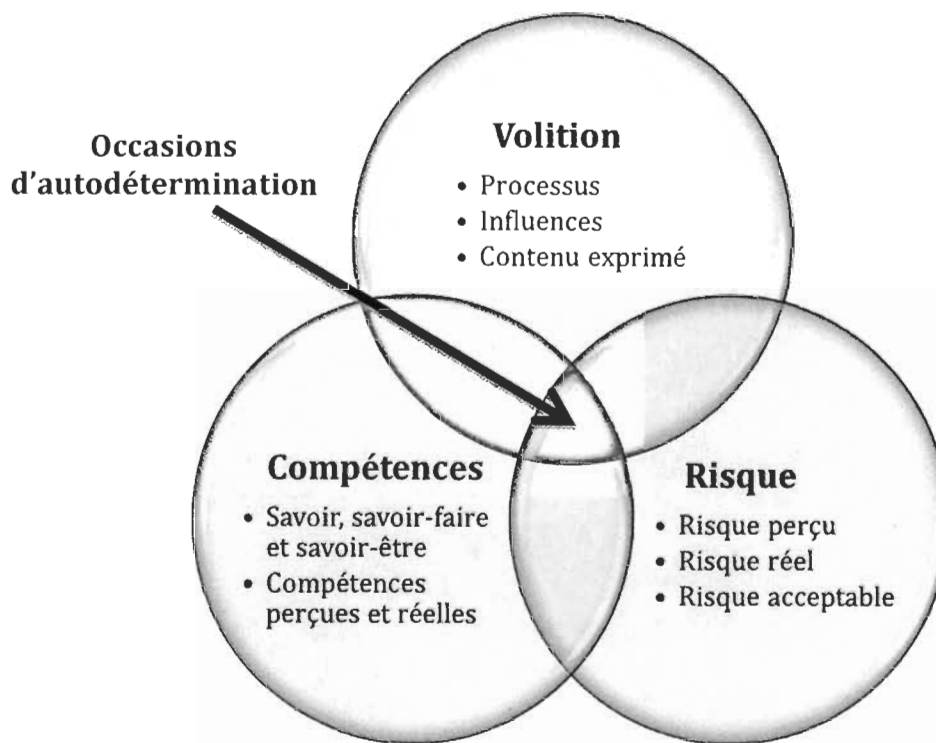 Occasions
d'autodétermination
Volition
• Processus
• Influences
• Contenu exprimé
Compétences
• Savoir, savoir-faire
et savoir-être
• Compétences
perçues et réelles
Risque
• Risque perçu
• Risque réel
• Risque acceptable